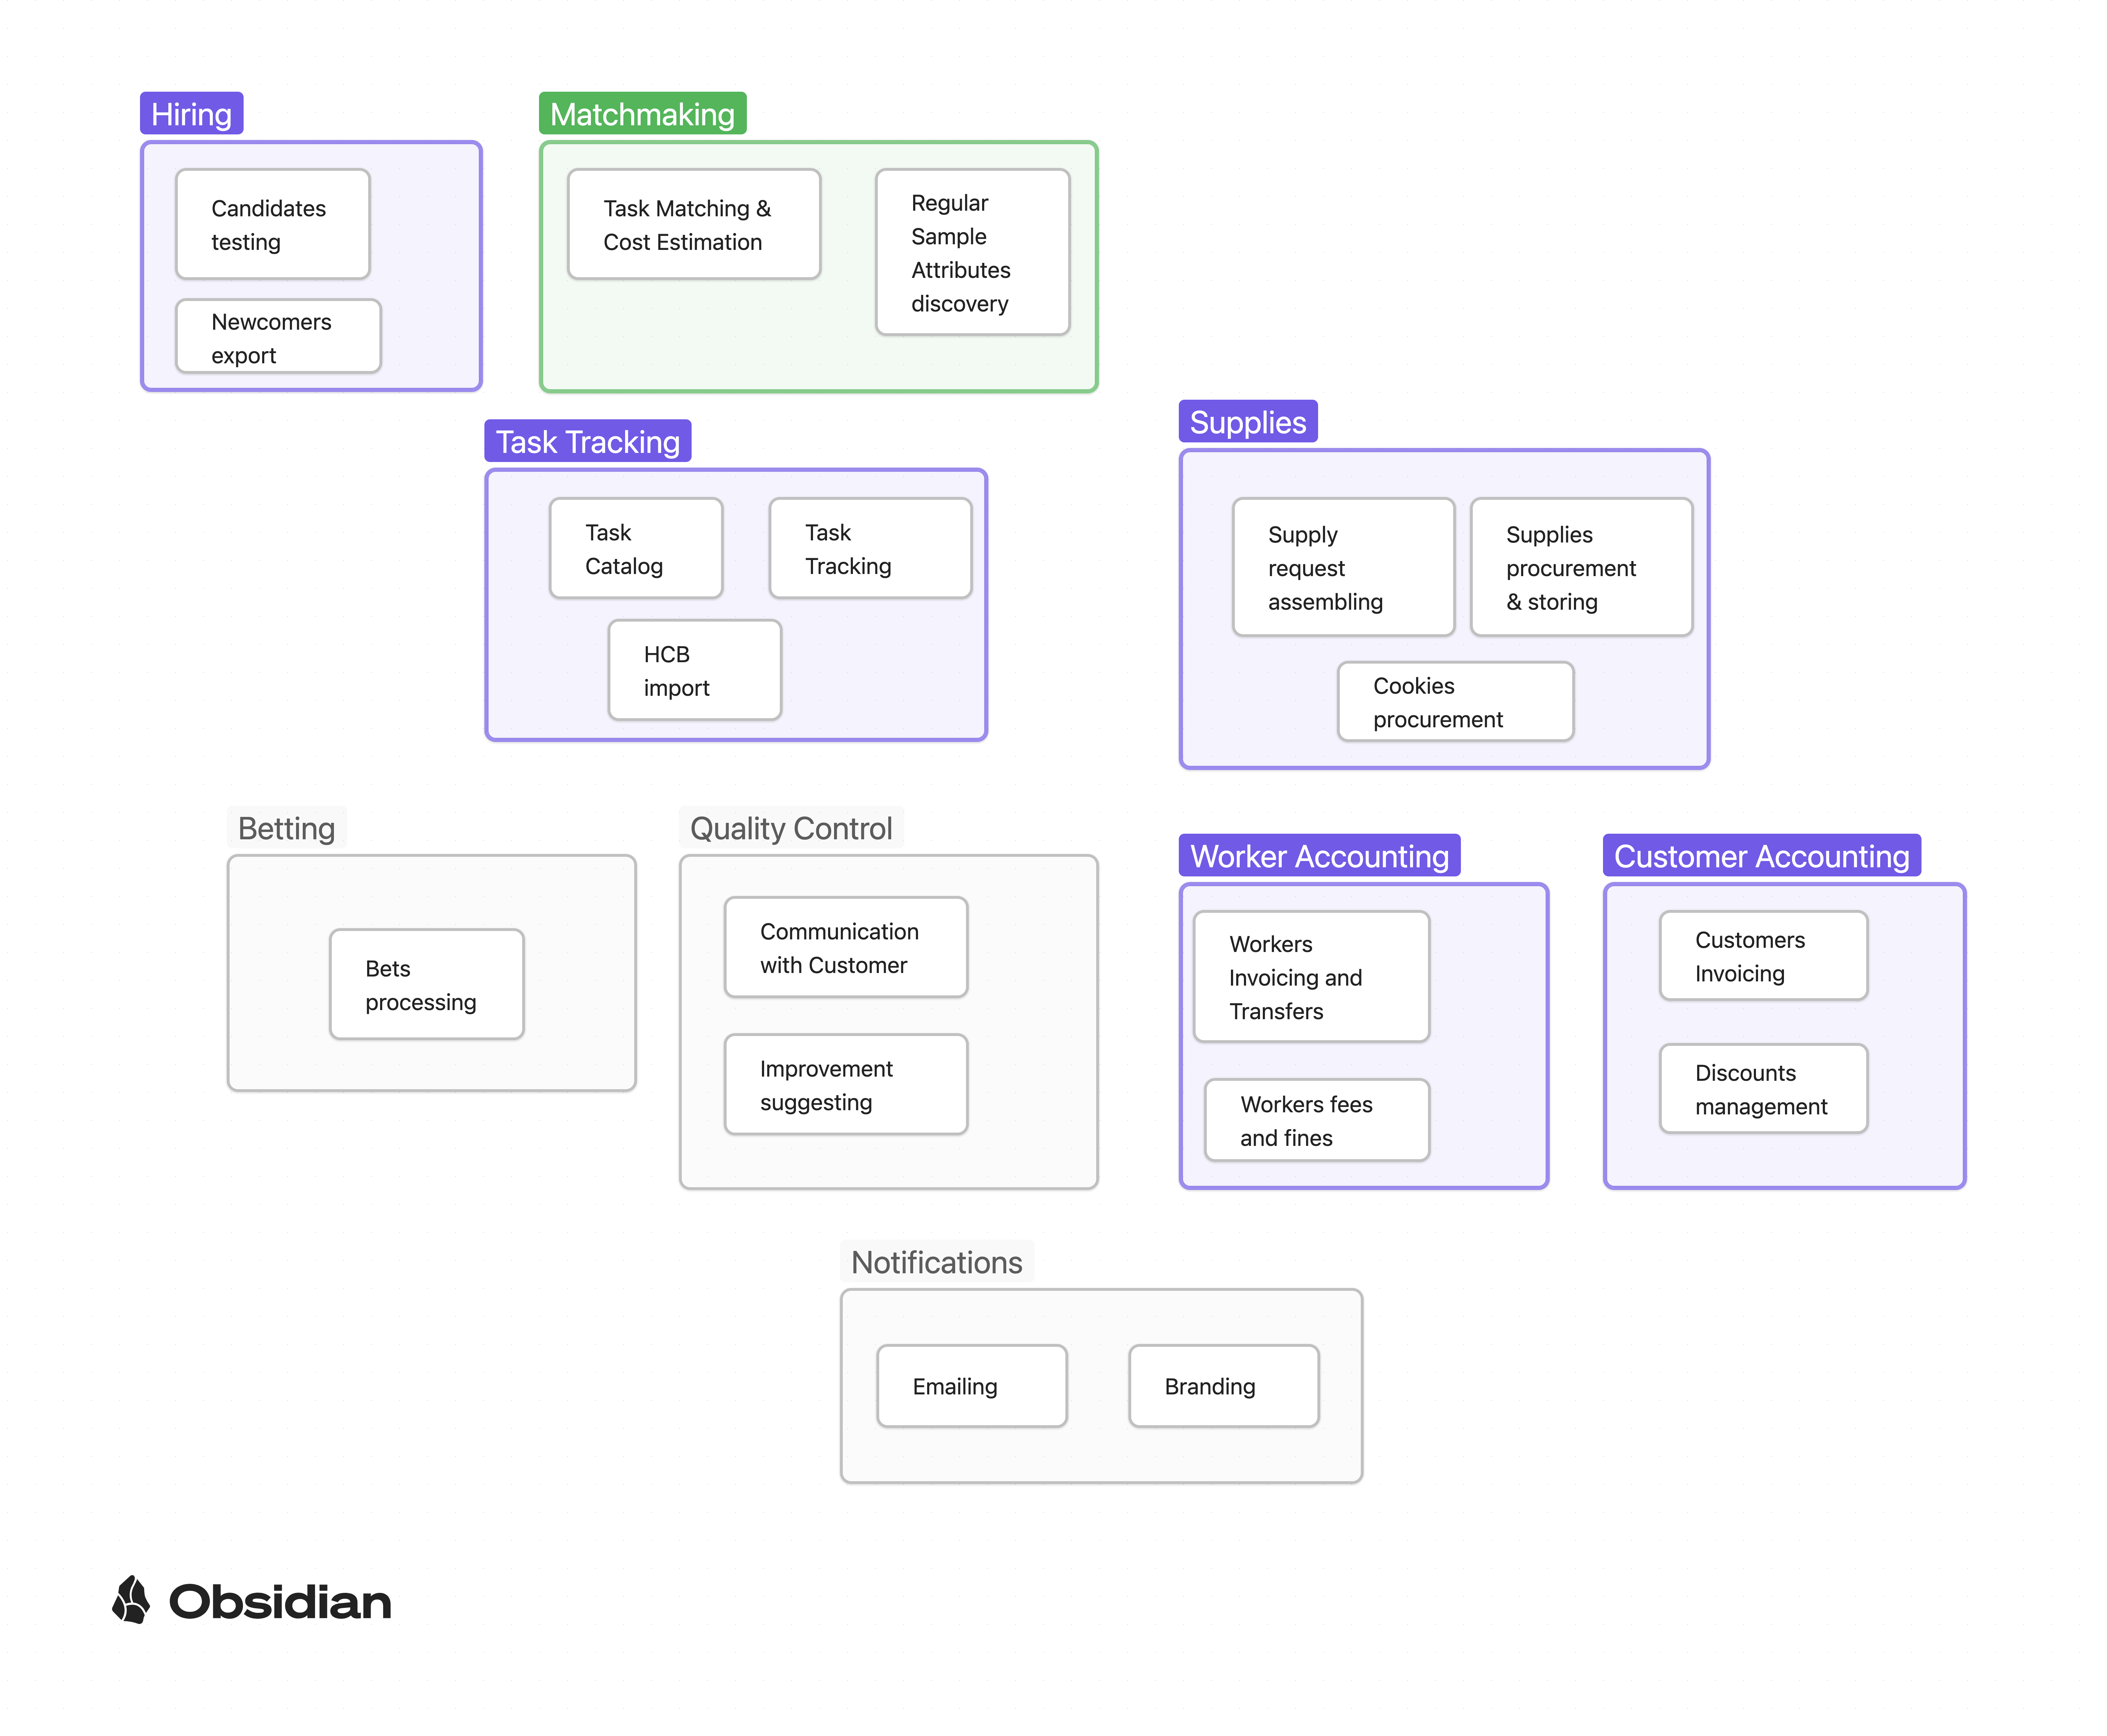 Hiring
Candidates
testing
Newcomers
export
Matchmaking
Task Matching &
Cost Estimation
Regular
Sample
Attributes
discovery
Task Tracking
Task
Catalog
Task
Tracking
HCB
import
Supplies
Supply
request
assembling
Supplies
procurement
& storing
Cookies
procurement
Betting
Bets
processing
Quality Control
Communication
with Customer
Improvement
suggesting
Worker Accounting
Workers
Invoicing and
Transfers
Workers fees
and fines
Customer Accounting
Customers
Invoicing
Discounts
management
Notifications
Emailing
Branding
Obsidian